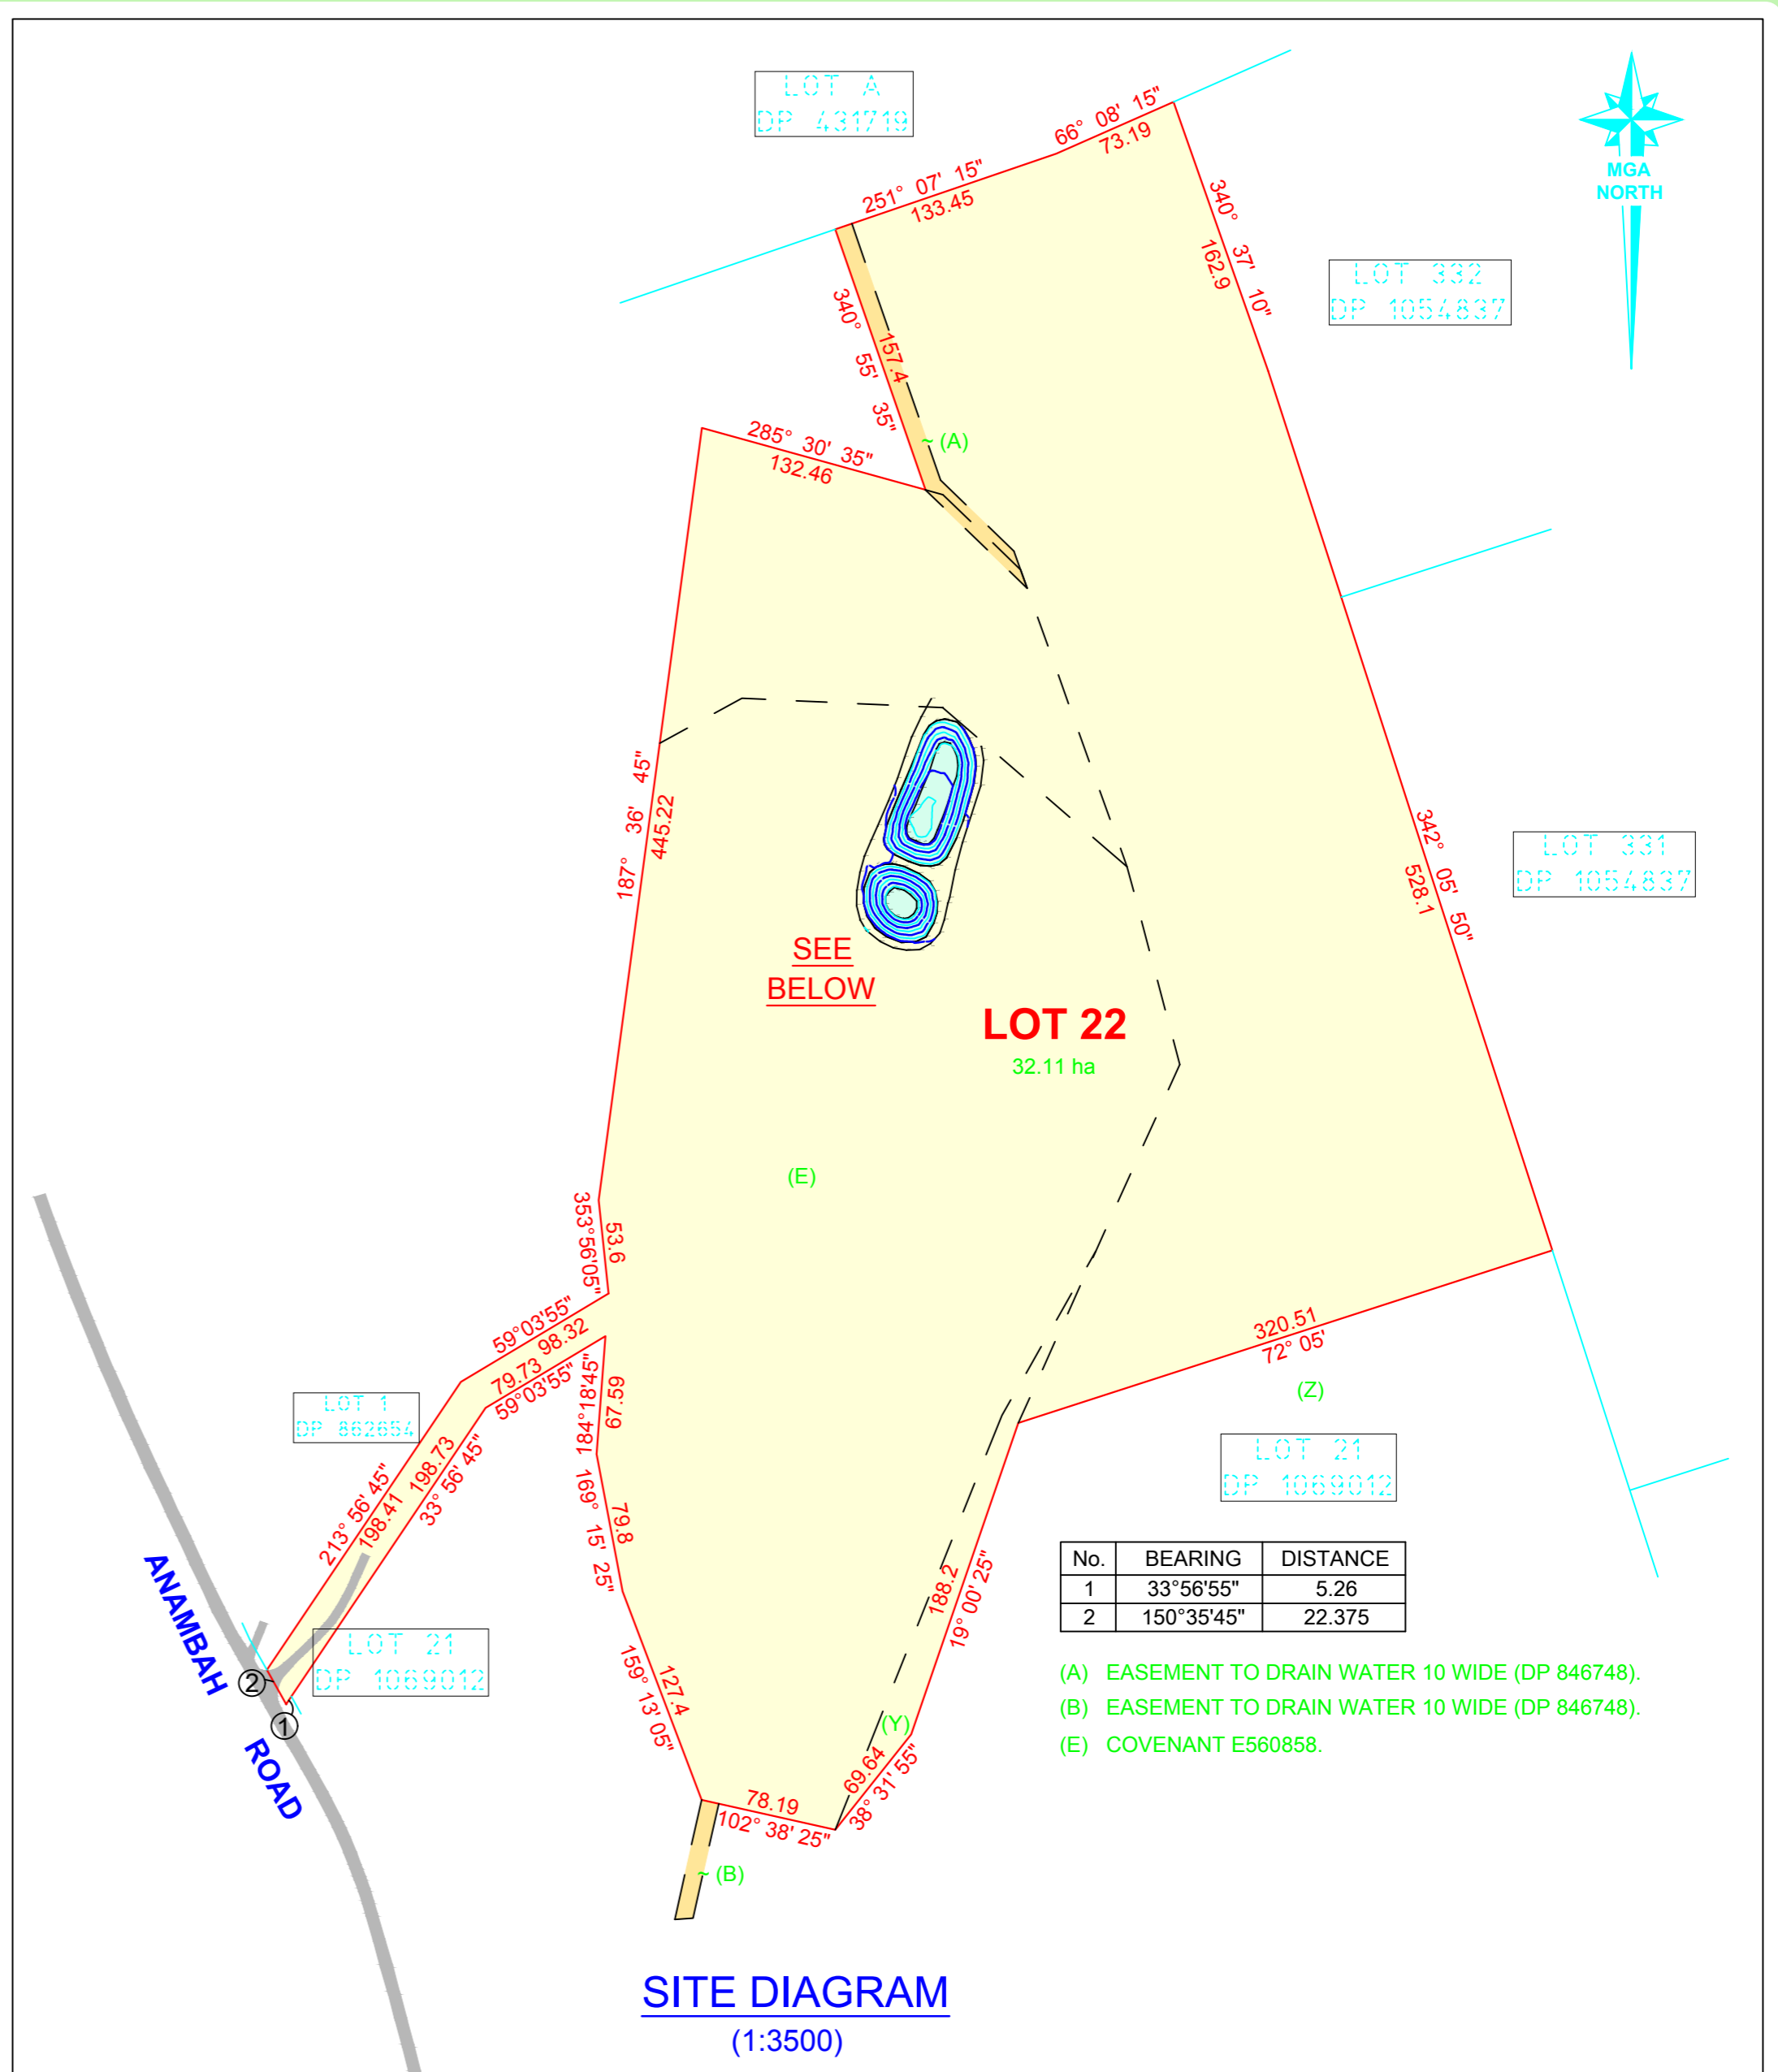 LOT A
DP 431719
66° 08' 15"
73.19
251° 07' 15"
133.45
MGA
NORTH
340° 37' 10"
162.9
LOT 332
DP 1054837
340° 55' 35"
157.4
~ (A)
285° 30' 35"
132.46
187° 36' 45"
445.22
342° 05' 50"
528.1
LOT 331
DP 1054837
SEE
BELOW
LOT 22
32.11 ha
(E)
353°56'05"
53.6
59°03'55"
98.32
79.73
59°03'55"
184°18'45"
67.59
320.51
72° 05'
(Z)
LOT 1
DP 862654
LOT 21
DP 1069012
213° 56' 45"
198.73
198.41
33° 56' 45"
169° 15' 25"
79.8
188.2
19° 00' 25"
No. BEARING DISTANCE
1 33°56'55" 5.26
2 150°35'45" 22.375
ANAMBAH
ROAD
LOT 21
DP 1069012
2
1
159° 13' 05"
127.4
(Y)
69.64
38° 31' 55"
78.19
102° 38' 25"
~ (B)
(A) EASEMENT TO DRAIN WATER 10 WIDE (DP 846748).
(B) EASEMENT TO DRAIN WATER 10 WIDE (DP 846748).
(E) COVENANT E560858.
SITE DIAGRAM
(1:3500)